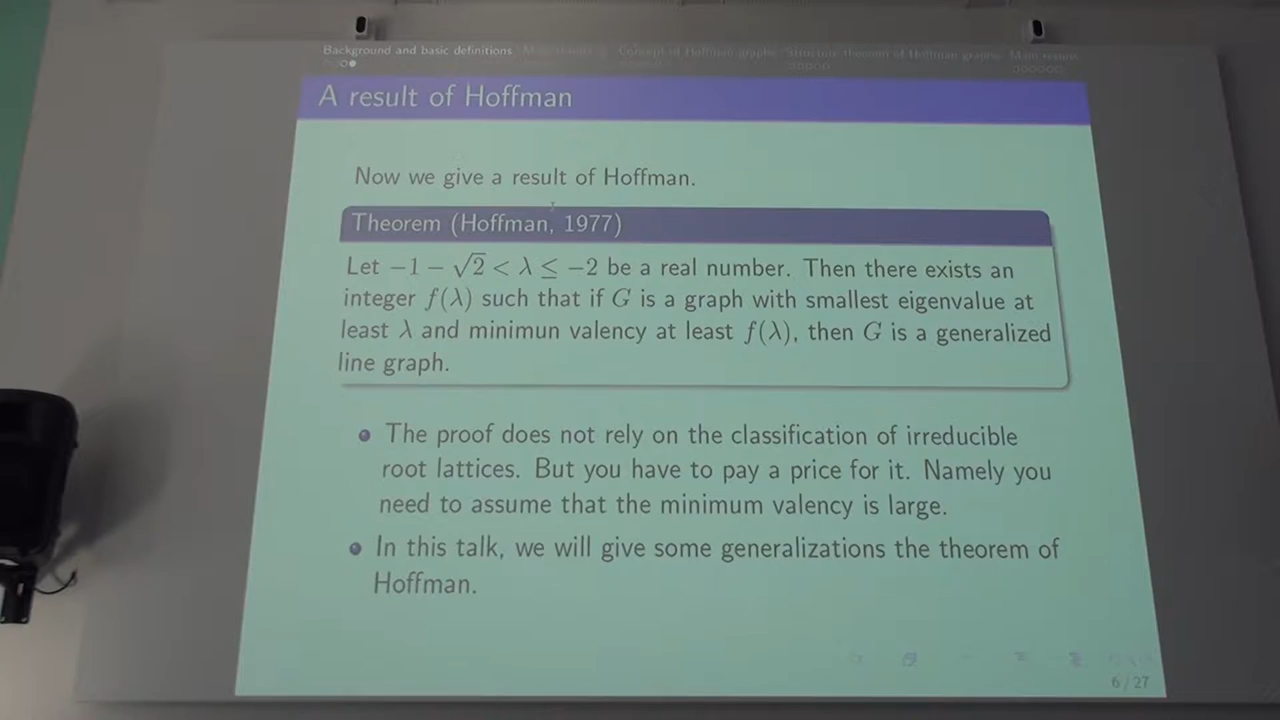 Background and basic definitions
A result of Hoffman
Now we give a result of Hoffman.
Theorem (Hoffman, 1977)
Let −1 − √2 < λ ≤ −2 be a real number. Then there exists an
integer f(λ) such that if G is a graph with smallest eigenvalue at
least λ and minimun valency at least f(λ), then G is a generalized
line graph.
The proof does not rely on the classification of irreducible
root lattices. But you have to pay a price for it. Namely you
need to assume that the minimum valency is large.
In this talk, we will give some generalizations the theorem of
Hoffman.
6 / 27